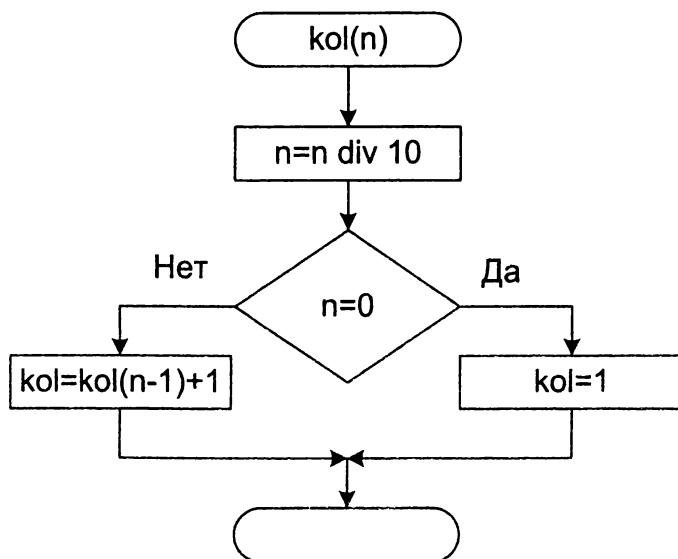 kol(n)
n=n div 10
Нет
Да
n=0
kol=kol(n-1)+1
kol=1